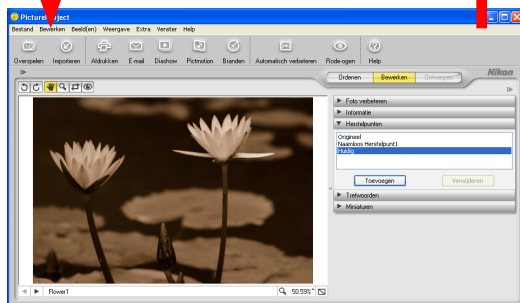 PictureProject
Bestand Bewerken Beeld(en) Weergave Extra Venster Help
Overspelen Importeren Afdrukken E-mail Diashow Pictmotion Branden Automatisch verbeteren Rode-ogen Help
Ordenen Bewerken Ontwerpen Nikon
Foto verbeteren
Informatie
Herstelpunten
Origineel
Naamloos Herstelpunt1
Huidig
Toevoegen Verwijderen
Trefwoorden
Miniaturen
Flower1 50.59%